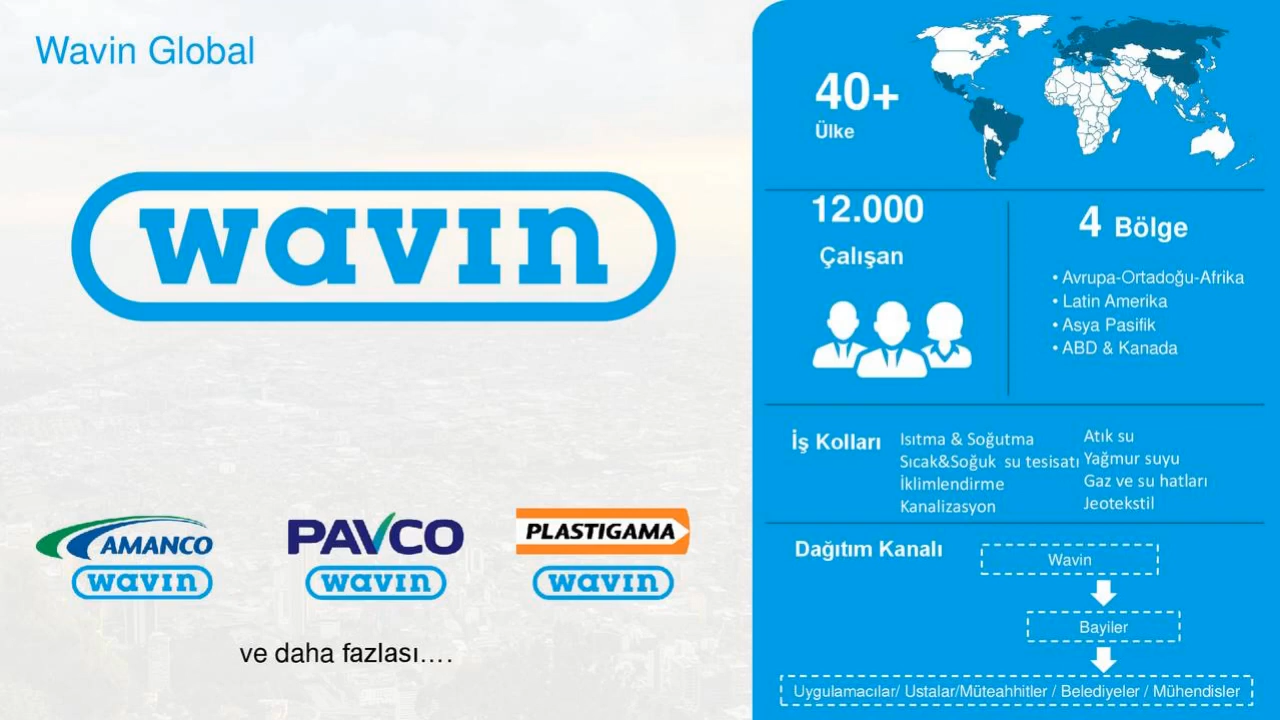 Wavin Global
wavin
AMANCO
wavin
PAVCO
wavin
PLASTIGAMA
wavin
ve daha fazlası….
40+
Ülke
12.000
Çalışan
4 Bölge
• Avrupa-Ortadoğu-Afrika
• Latin Amerika
• Asya Pasifik
• ABD & Kanada
İş Kolları
Isıtma & Soğutma
Sıcak&Soğuk su tesisatı
İklimlendirme
Kanalizasyon
Atık su
Yağmur suyu
Gaz ve su hatları
Jeotekstil
Dağıtım Kanalı
Wavin
Bayiler
Uygulamacılar/ Ustalar/Müteahhitler / Belediyeler / Mühendisler